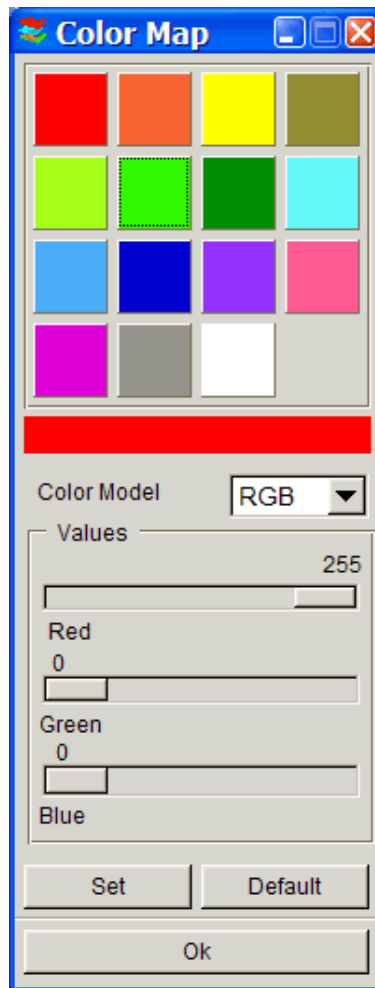 Color Map
Color Model RGB
Values
255
Red
0
Green
0
Blue
Set Default
Ok